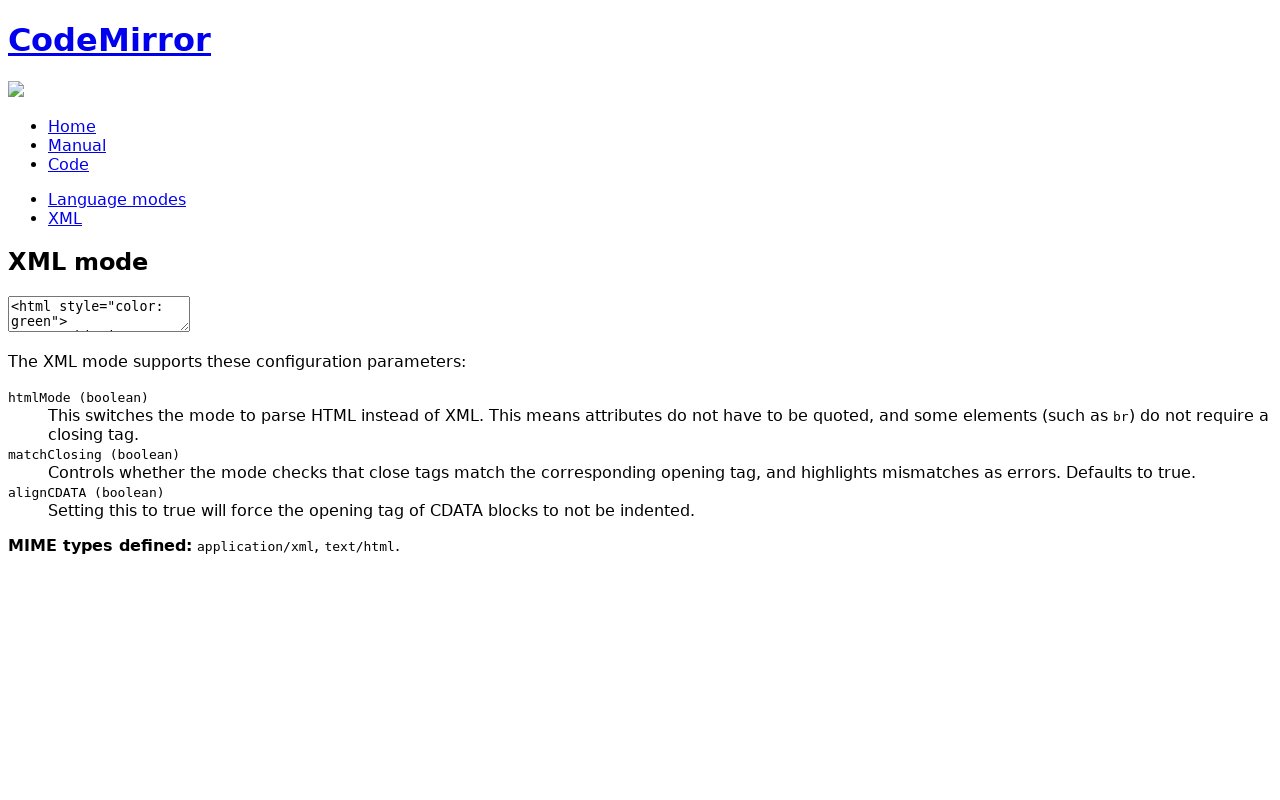 CodeMirror
Home
Manual
Code
Language modes
XML
XML mode
<html style="color:
green">
The XML mode supports these configuration parameters:
htmlMode (boolean)
This switches the mode to parse HTML instead of XML. This means attributes do not have to be quoted, and some elements (such as br) do not require a
closing tag.
matchClosing (boolean)
Controls whether the mode checks that close tags match the corresponding opening tag, and highlights mismatches as errors. Defaults to true.
alignCDATA (boolean)
Setting this to true will force the opening tag of CDATA blocks to not be indented.
MIME types defined: application/xml, text/html.